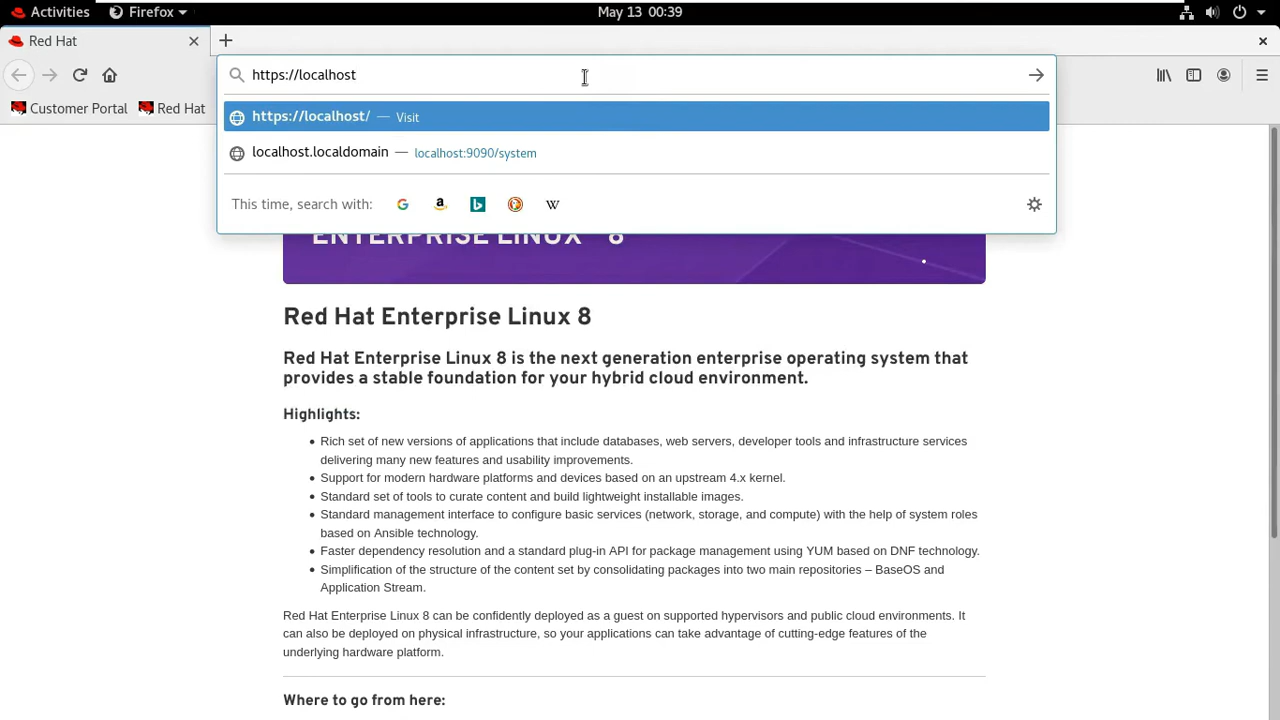 Activities
Firefox
May 13 00:39
Red Hat
https://localhost
Customer Portal
Red Hat
https://localhost/ — Visit
localhost.localdomain — localhost:9090/system
This time, search with:
ENTERPRISE LINUX 8
Red Hat Enterprise Linux 8
Red Hat Enterprise Linux 8 is the next generation enterprise operating system that
provides a stable foundation for your hybrid cloud environment.
Highlights:
• Rich set of new versions of applications that include databases, web servers, developer tools and infrastructure services
delivering many new features and usability improvements.
• Support for modern hardware platforms and devices based on an upstream 4.x kernel.
• Standard set of tools to curate content and build lightweight installable images.
• Standard management interface to configure basic services (network, storage, and compute) with the help of system roles
based on Ansible technology.
• Faster dependency resolution and a standard plug-in API for package management using YUM based on DNF technology.
• Simplification of the structure of the content set by consolidating packages into two main repositories – BaseOS and
Application Stream.
Red Hat Enterprise Linux 8 can be confidently deployed as a guest on supported hypervisors and public cloud environments. It
can also be deployed on physical infrastructure, so your applications can take advantage of cutting-edge features of the
underlying hardware platform.
Where to go from here: